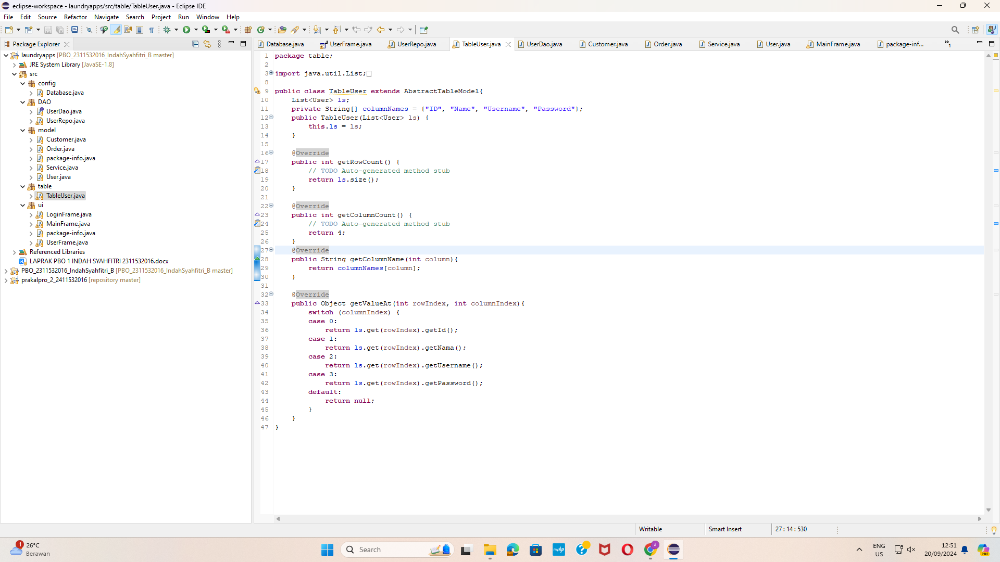 eclipse-workspace - laundryapps/src/table/TableUser.java - Eclipse IDE
File Edit Source Refactor Navigate Search Project Run Window Help
Package Explorer
laundryapps [PBO_2311532016_IndahSyahfitri_B master]
JRE System Library [JavaSE-1.8]
src
config
Database.java
DAO
UserDao.java
UserRepo.java
model
Customer.java
Order.java
package-info.java
Service.java
User.java
table
TableUser.java
ui
LoginFrame.java
MainFrame.java
package-info.java
UserFrame.java
Referenced Libraries
LAPRAK PBO 1 INDAH SYAHFITRI 2311532016.docx
PBO_2311532016_IndahSyahfitri_B [PBO_2311532016_IndahSyahfitri_B master]
prakalpro_2_2411532016 [repository master]
Database.java UserFrame.java UserRepo.java TableUser.java UserDao.java Customer.java Order.java Service.java User.java MainFrame.java package-inf... »1
1 package table;
2
3 import java.util.List;
8
9 public class TableUser extends AbstractTableModel{
10 List<User> ls;
11 private String[] columnNames = {"ID", "Name", "Username", "Password"};
12 public TableUser(List<User> ls) {
13 this.ls = ls;
14 }
15
16 @Override
17 public int getRowCount() {
18 // TODO Auto-generated method stub
19 return ls.size();
20 }
21
22 @Override
23 public int getColumnCount() {
24 // TODO Auto-generated method stub
25 return 4;
26 }
27 @Override
28 public String getColumnName(int column){
29 return columnNames[column];
30 }
31
32 @Override
33 public Object getValueAt(int rowIndex, int columnIndex){
34 switch (columnIndex) {
35 case 0:
36 return ls.get(rowIndex).getId();
37 case 1:
38 return ls.get(rowIndex).getNama();
39 case 2:
40 return ls.get(rowIndex).getUsername();
41 case 3:
42 return ls.get(rowIndex).getPassword();
43 default:
44 return null;
45 }
46 }
47 }
Writable Smart Insert 27 : 14 : 530
1
26°C
Berawan
Search
myhp
a
ENG
US
12:51
20/09/2024
PRE